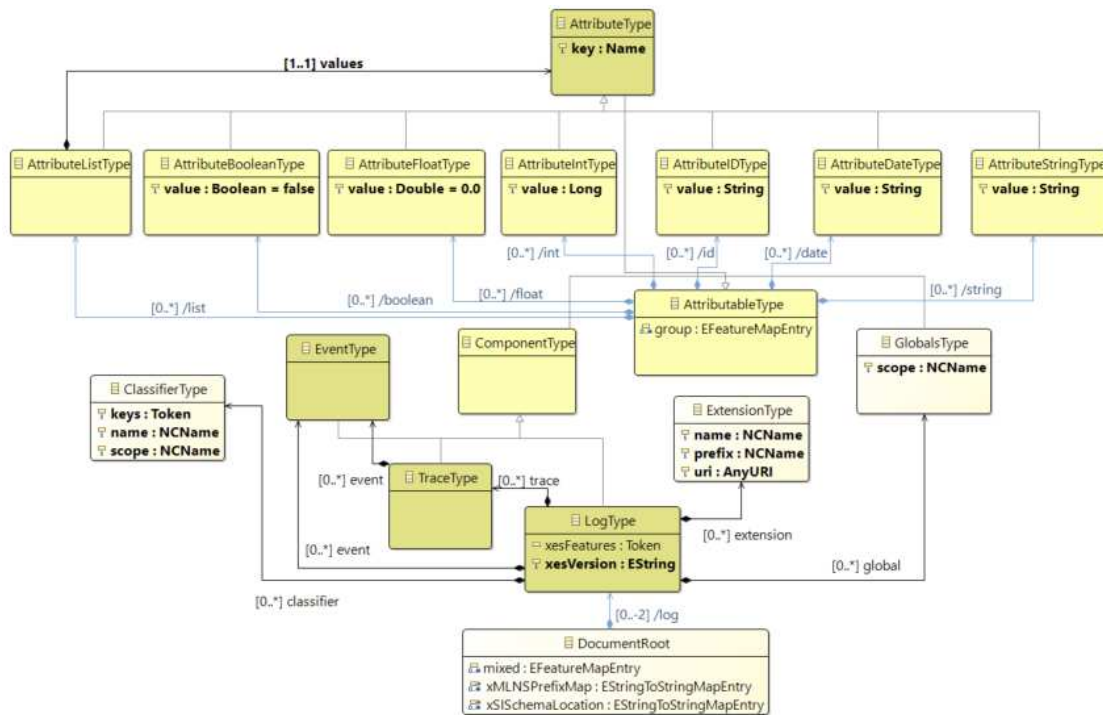 AttributeType
key : Name
[1..1] values
AttributeListType
AttributeBooleanType
value : Boolean = false
AttributeFloatType
value : Double = 0.0
AttributeIntType
value : Long
AttributeIDType
value : String
AttributeDateType
value : String
AttributeStringType
value : String
[0..*] /int
[0..*] /id
[0..*] /date
[0..*] /list
[0..*] /boolean
[0..*] /float
[0..*] /string
AttributableType
group : EFeatureMapEntry
EventType
ComponentType
GlobalsType
scope : NCName
ClassifierType
keys : Token
name : NCName
scope : NCName
ExtensionType
name : NCName
prefix : NCName
uri : AnyURI
[0..*] event
TraceType
[0..*] trace
LogType
xesFeatures : Token
xesVersion : EString
[0..*] extension
[0..*] event
[0..*] global
[0..*] classifier
[0..-2] /log
DocumentRoot
mixed : EFeatureMapEntry
xMLNSPrefixMap : EStringToStringMapEntry
xSISchemaLocation : EStringToStringMapEntry